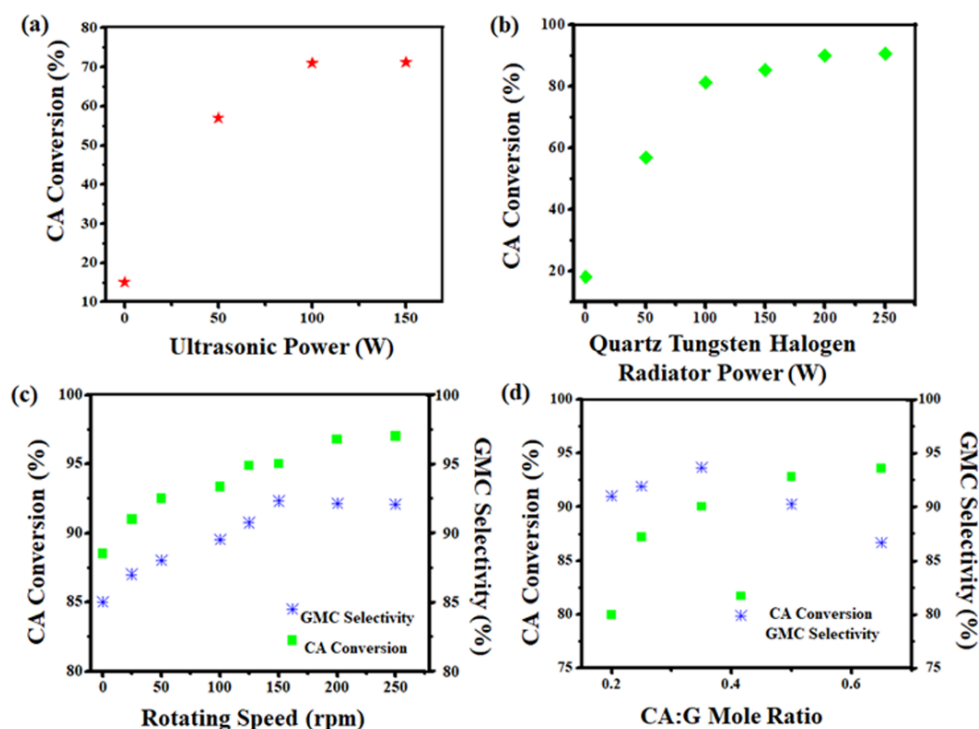 (a)
80
70
60
50
40
30
20
10
CA Conversion (%)
0 50 100 150
Ultrasonic Power (W)
(b)
100
80
60
40
20
CA Conversion (%)
0 50 100 150 200 250
Quartz Tungsten Halogen
Radiator Power (W)
(c)
100
95
90
85
80
CA Conversion (%)
100
95
90
85
80
GMC Selectivity
(%)
GMC Selectivity
CA Conversion
0 50 100 150 200 250
Rotating Speed (rpm)
(d)
100
95
90
85
80
75
CA Conversion (%)
100
95
90
85
80
75
GMC Selectivity
(%)
CA Conversion
GMC Selectivity
0.2 0.4 0.6
CA:G Mole Ratio